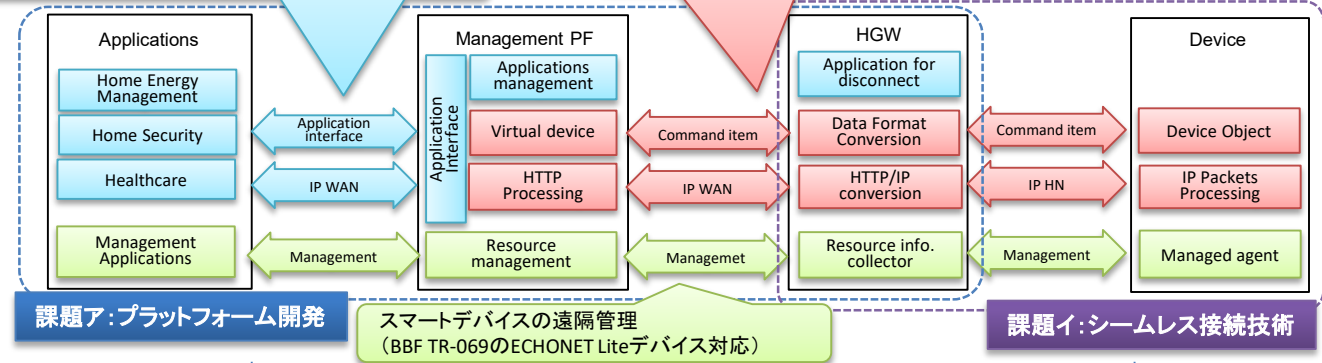 Applications
Home Energy
Management
Home Security
Healthcare
Management
Applications
Application
interface
IP WAN
Management
Management PF
Application
Interface
Applications
management
Virtual device
HTTP
Processing
Resource
management
Command item
IP WAN
Managemet
HGW
Application for
disconnect
Data Format
Conversion
HTTP/IP
conversion
Resource info.
collector
Command item
IP HN
Management
Device
Device Object
IP Packets
Processing
Managed agent
課題ア:プラットフォーム開発
スマートデバイスの遠隔管理
（BBF TR-069のECHONET Liteデバイス対応）
課題イ:シームレス接続技術